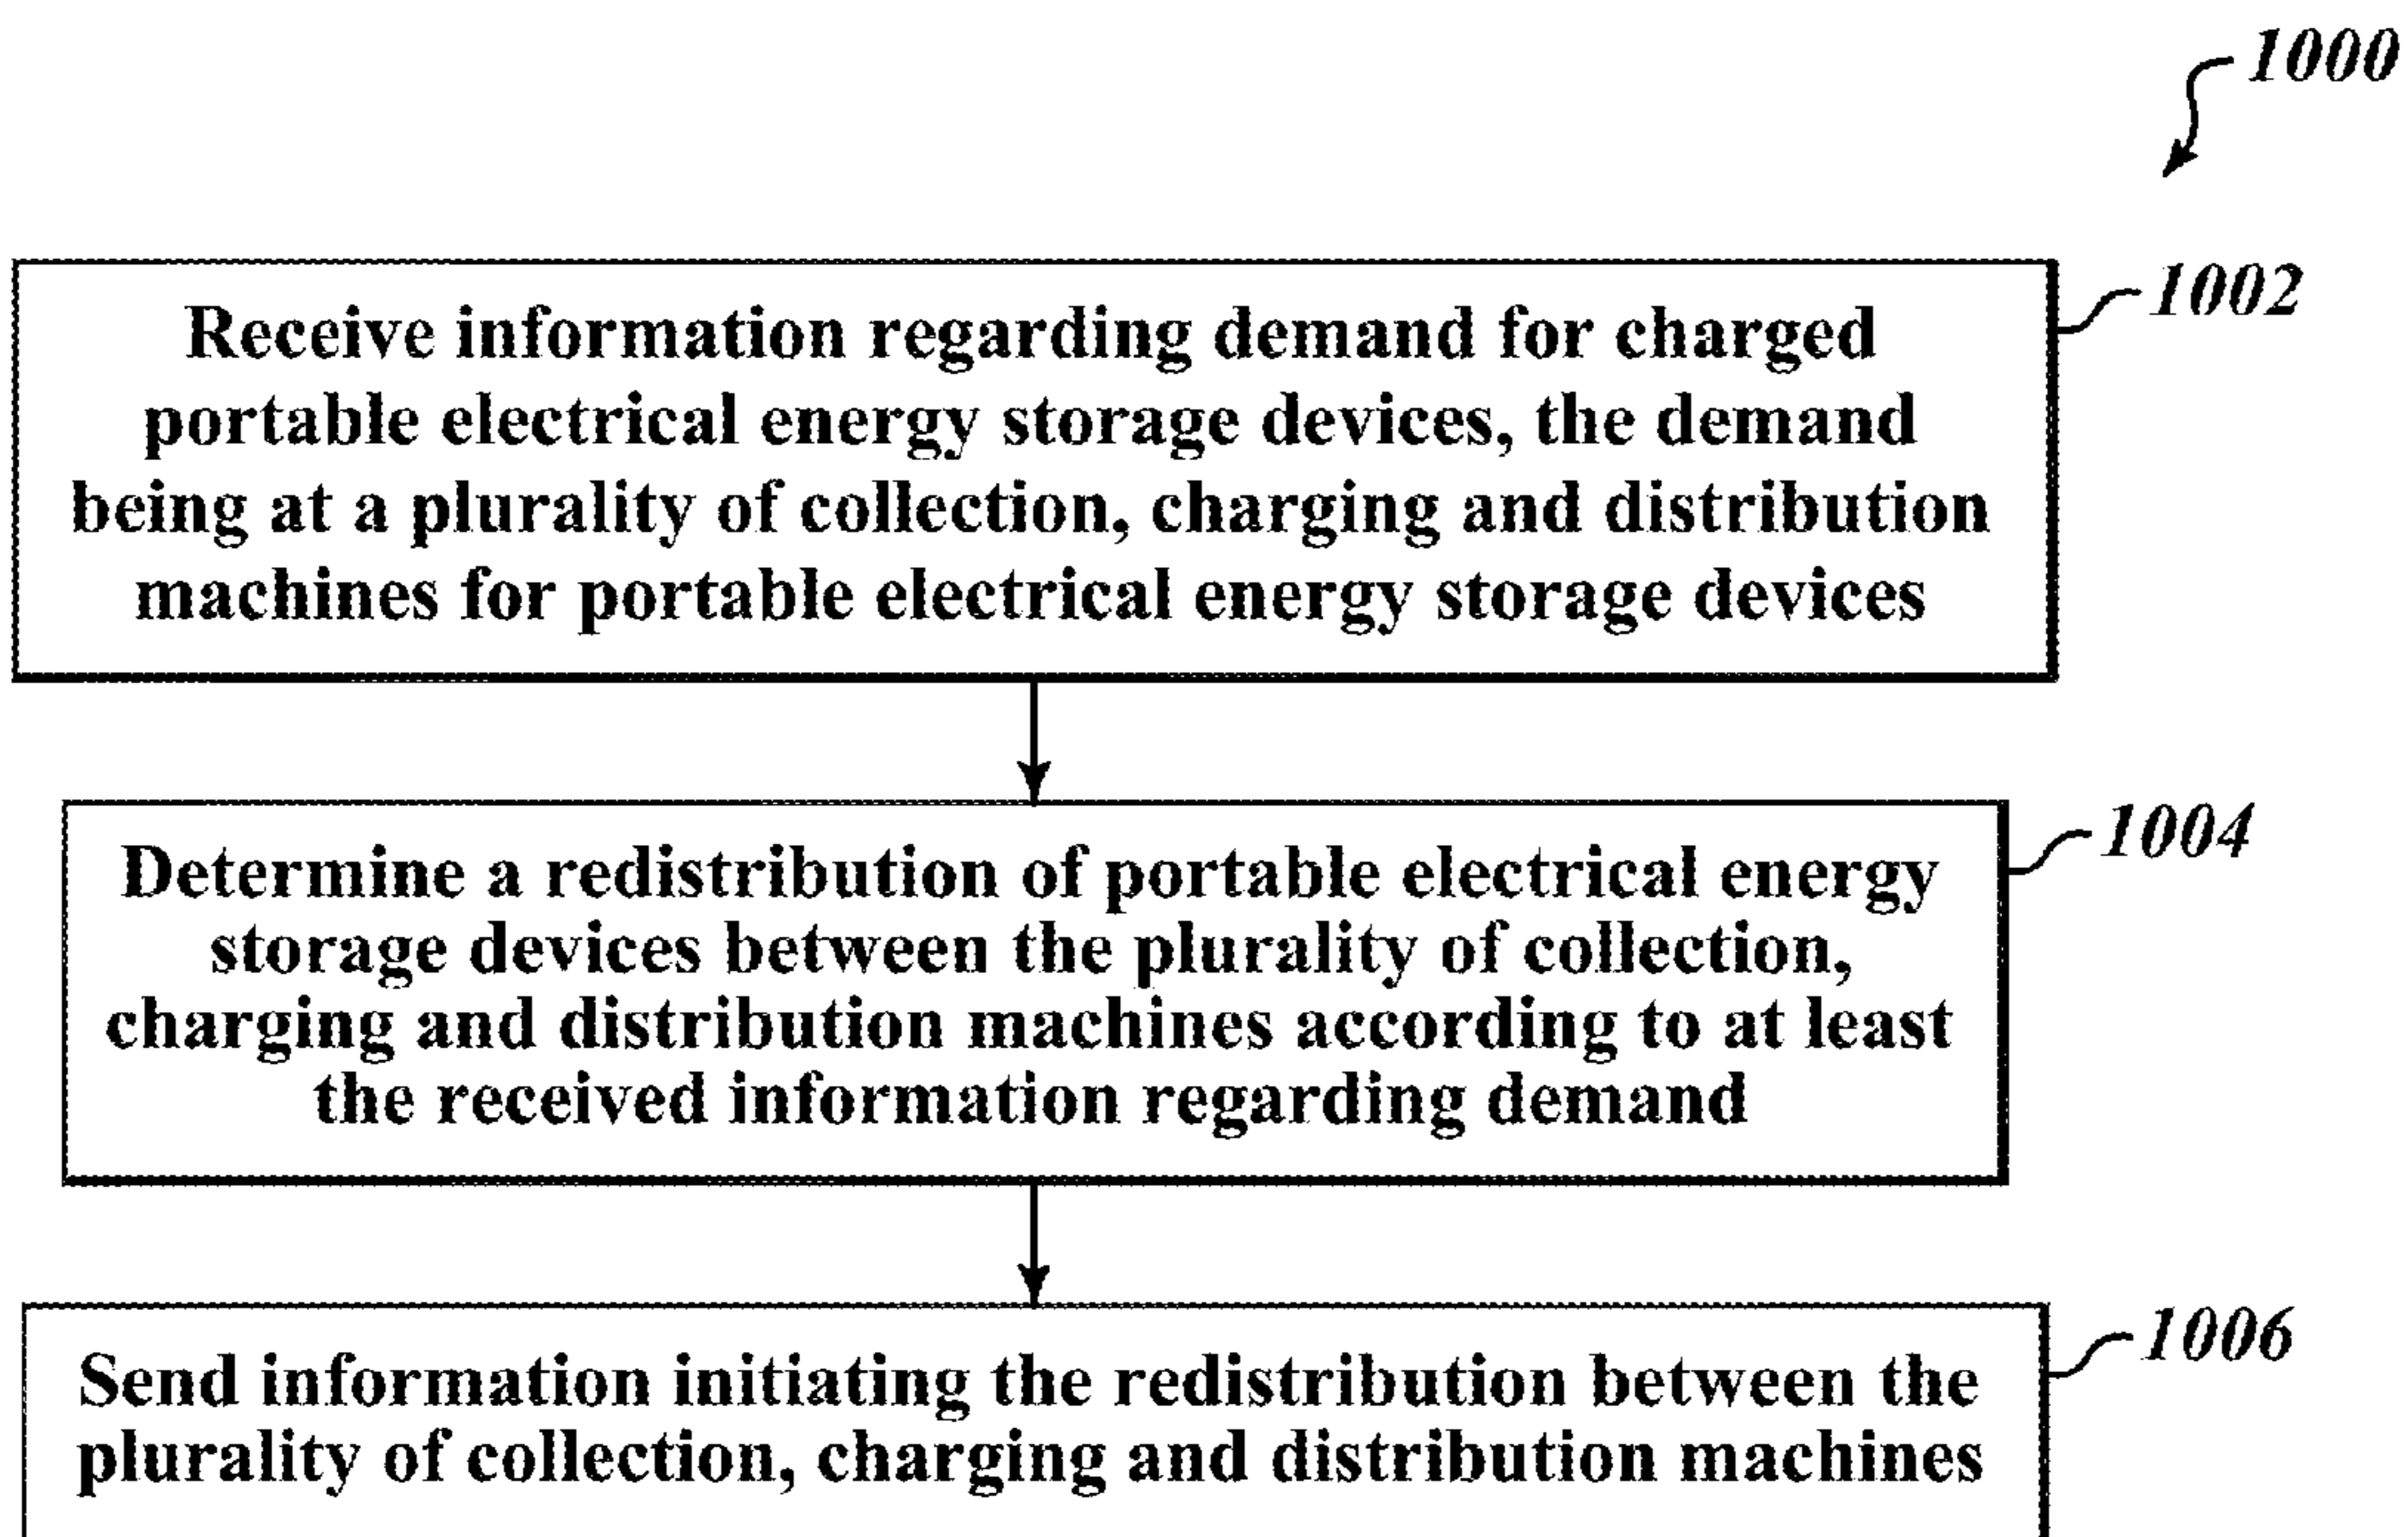 1000
1002
Receive information regarding demand for charged
portable electrical energy storage devices, the demand
being at a plurality of collection, charging and distribution
machines for portable electrical energy storage devices
1004
Determine a redistribution of portable electrical energy
storage devices between the plurality of collection,
charging and distribution machines according to at least
the received information regarding demand
1006
Send information initiating the redistribution between the
plurality of collection, charging and distribution machines